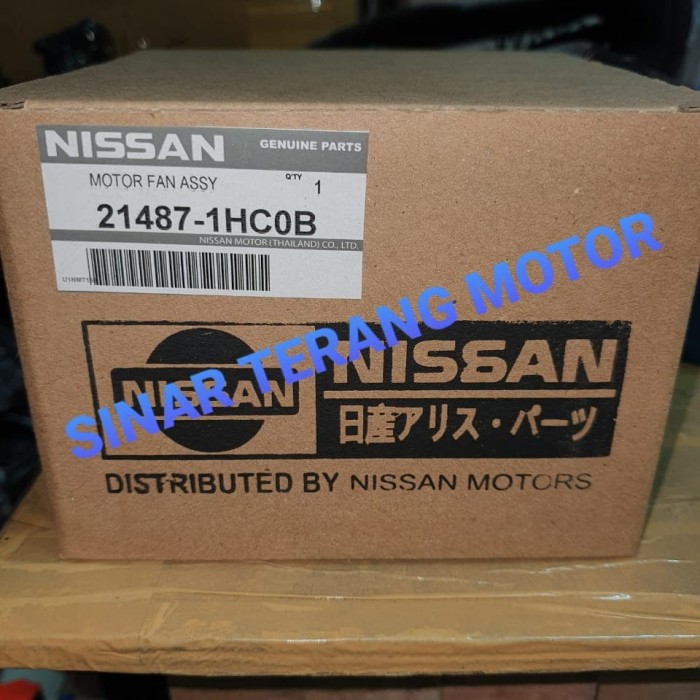 NISSAN GENUINE PARTS
MOTOR FAN ASSY Q'TY 1
21487-1HC0B
NISSAN MOTOR (THAILAND) CO., LTD.
SINAR TERANG MOTOR
NISSAN
NISSAN
日産アリス・パーツ
DISTRIBUTED BY NISSAN MOTORS